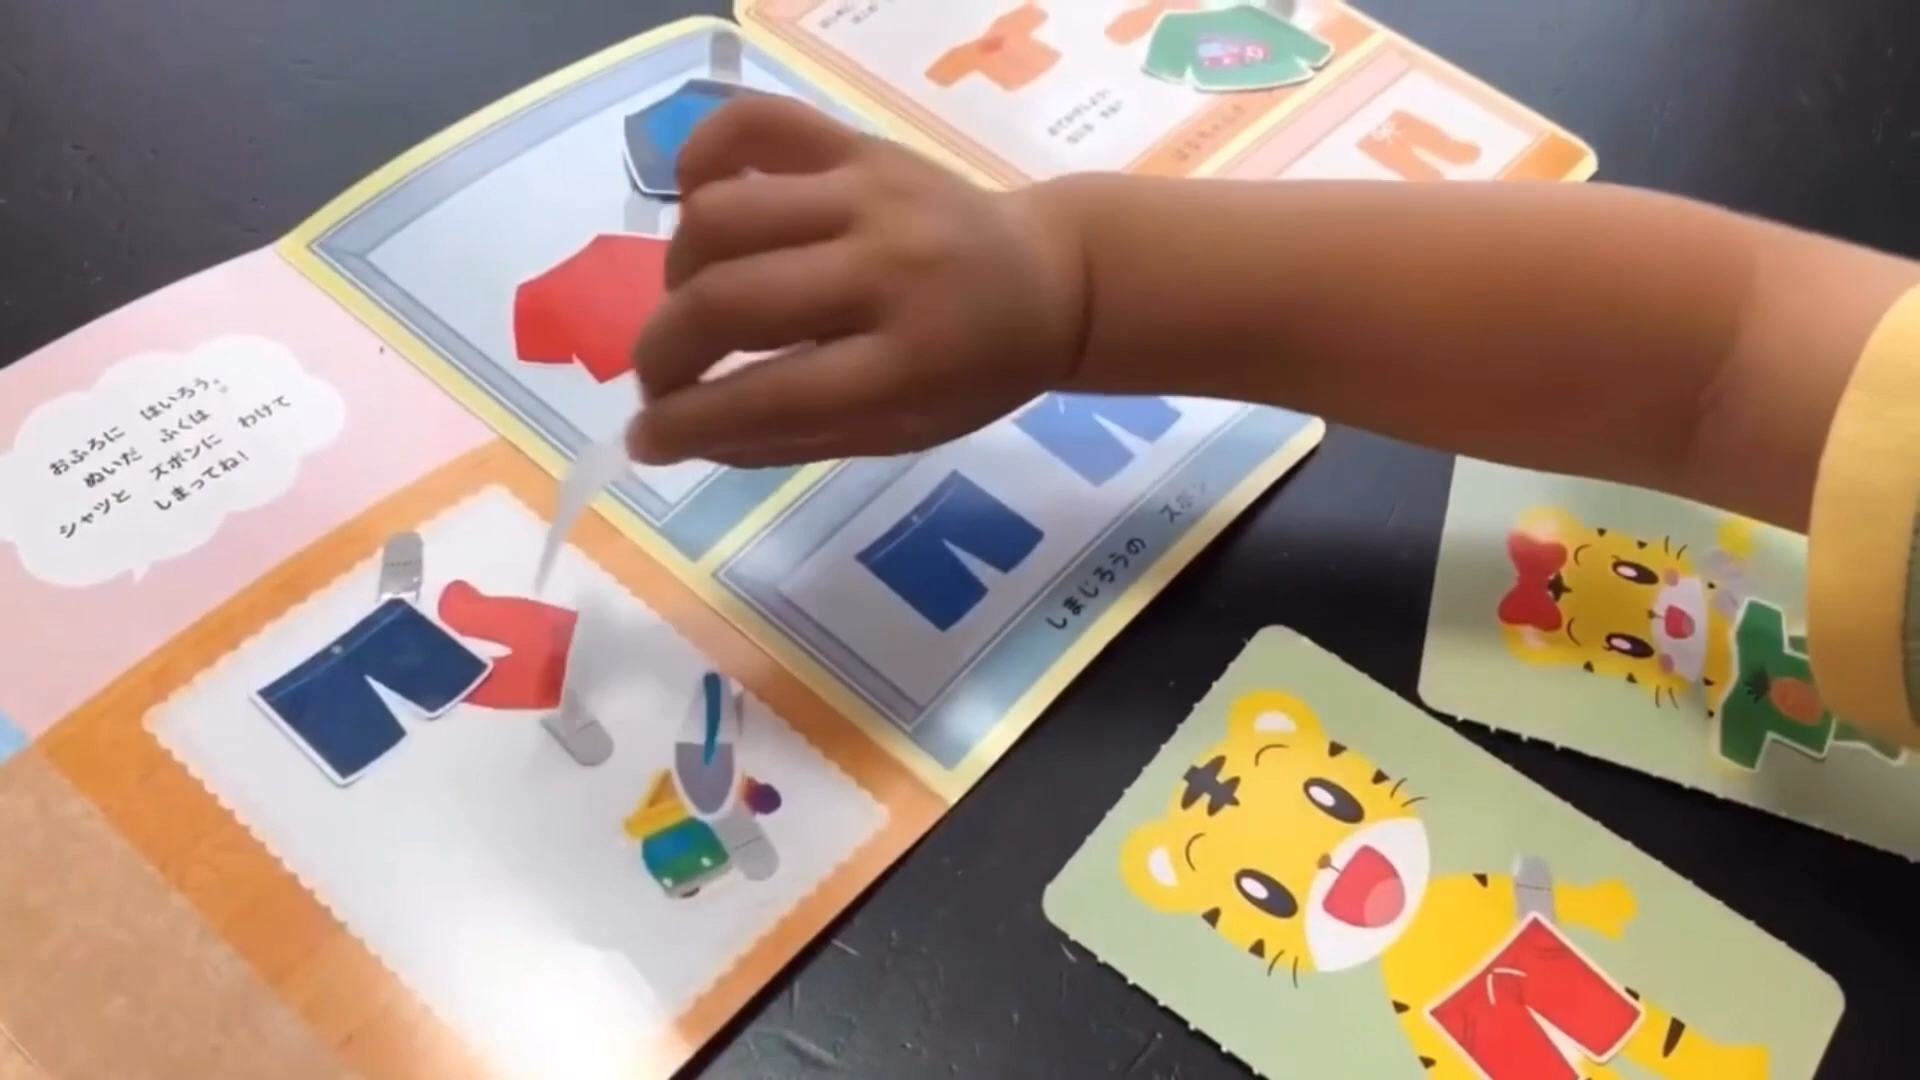 おふろに はいろう。
ぬいだ ふくは
シャツと ズボンに わけて
しまってね!
しまじろうの ズボン